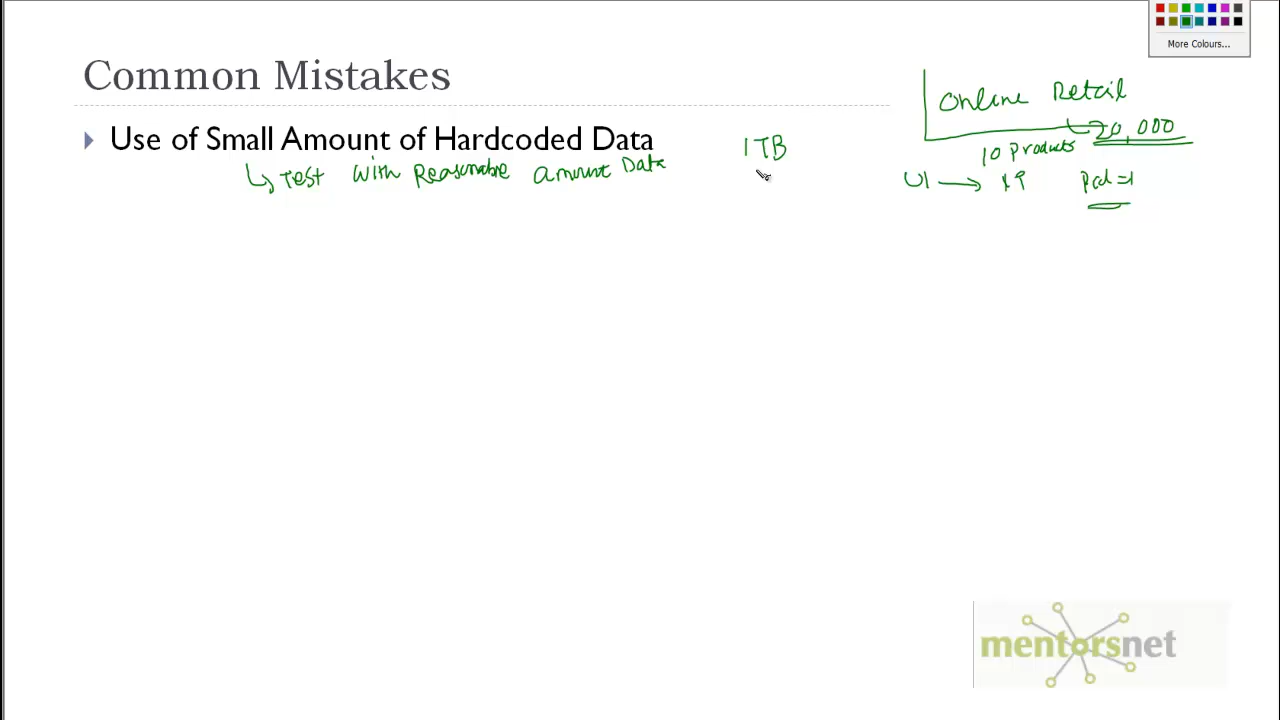 More Colours...
Common Mistakes
Online Retail
20,000
Use of Small Amount of Hardcoded Data
1TB
10 Products
Test with Reasonable amount Data
UI
Pcd=1
mentorsnet